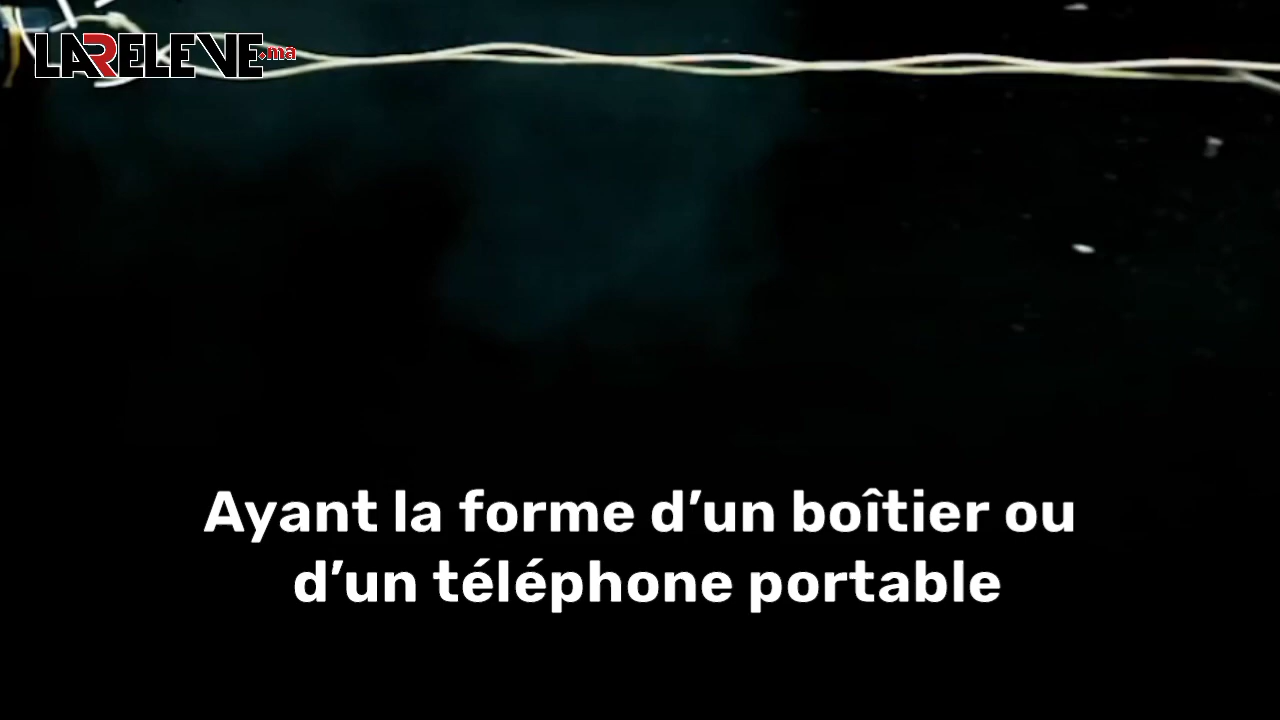 LARELEVE.ma
Ayant la forme d’un boîtier ou
d’un téléphone portable